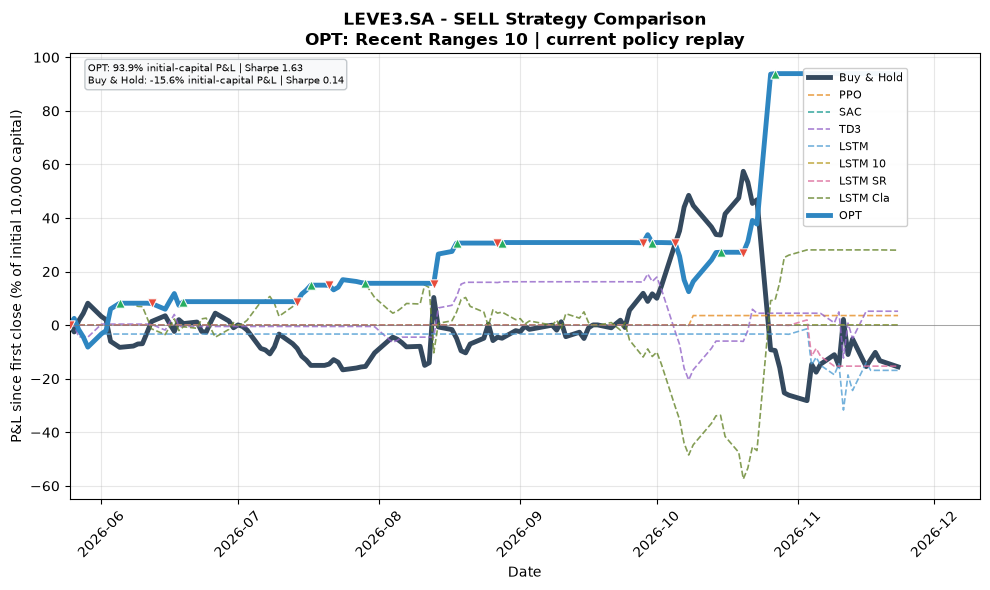 LEVE3.SA - SELL Strategy Comparison
OPT: Recent Ranges 10 | current policy replay
OPT: 93.9% initial-capital P&L | Sharpe 1.63
Buy & Hold: -15.6% initial-capital P&L | Sharpe 0.14
Buy & Hold
PPO
SAC
TD3
LSTM
LSTM 10
LSTM SR
LSTM Cla
OPT
P&L since first close (% of initial 10,000 capital)
100
80
60
40
20
0
−20
−40
−60
2026-06
2026-07
2026-08
2026-09
2026-10
2026-11
2026-12
Date